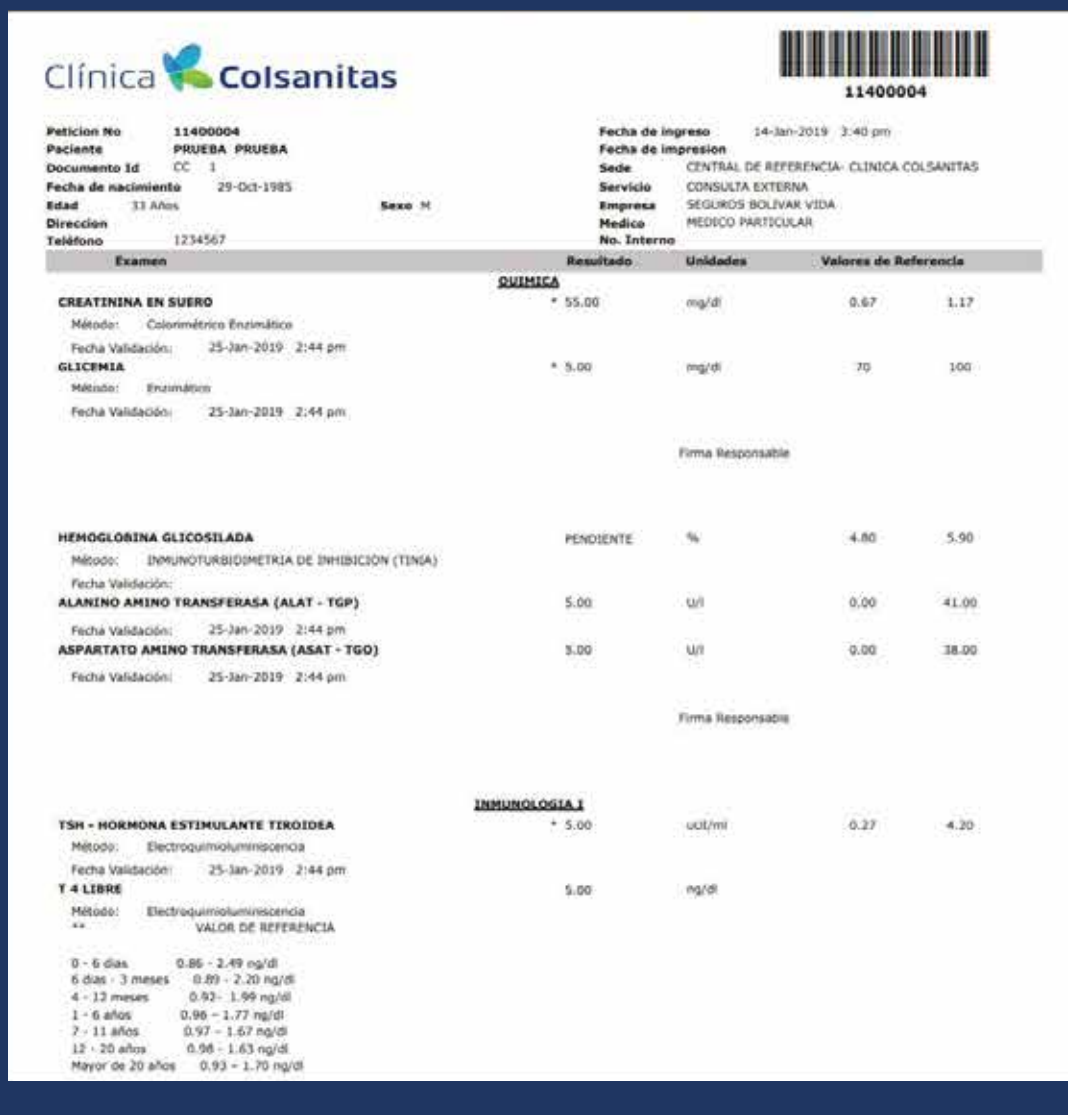 Clínica Colsanitas
11400004
Peticion No 11400004 Fecha de ingreso 14-Jan-2019 3:40 pm
Paciente PRUEBA PRUEBA Fecha de impresion
Documento Id CC 1 Sede CENTRAL DE REFERENCIA- CLINICA COLSANITAS
Fecha de nacimiento 29-Oct-1985 Servicio CONSULTA EXTERNA
Edad 33 Años Sexo M Empresa SEGUROS BOLIVAR VIDA
Direccion Medico MEDICO PARTICULAR
Teléfono 1234567 No. Interno
Examen Resultado Unidades Valores de Referencia
QUIMICA
CREATININA EN SUERO * 55.00 mg/dl 0.67 1.17
Método: Colorimétrico Enzimático
Fecha Validación: 25-Jan-2019 2:44 pm
GLICEMIA * 5.00 mg/dl 70 100
Método: Enzimático
Fecha Validación: 25-Jan-2019 2:44 pm
Firma Responsable
HEMOGLOBINA GLICOSILADA PENDIENTE % 4.80 5.90
Método: INMUNOTURBIDIMETRIA DE INHIBICION (TINIA)
Fecha Validación:
ALANINO AMINO TRANSFERASA (ALAT - TGP) 5.00 U/l 0.00 41.00
Fecha Validación: 25-Jan-2019 2:44 pm
ASPARTATO AMINO TRANSFERASA (ASAT - TGO) 5.00 U/l 0.00 38.00
Fecha Validación: 25-Jan-2019 2:44 pm
Firma Responsable
INMUNOLOGIA I
TSH - HORMONA ESTIMULANTE TIROIDEA * 5.00 uUI/ml 0.27 4.20
Método: Electroquimioluminiscencia
Fecha Validación: 25-Jan-2019 2:44 pm
T 4 LIBRE 5.00 ng/dl
Método: Electroquimioluminiscencia
** VALOR DE REFERENCIA
0 - 6 dias 0.86 - 2.49 ng/dl
6 dias - 3 meses 0.89 - 2.20 ng/dl
4 - 12 meses 0.92- 1.99 ng/dl
1 - 6 años 0.96 – 1.77 ng/dl
7 - 11 años 0.97 - 1.67 ng/dl
12 - 20 años 0.98 - 1.63 ng/dl
Mayor de 20 años 0.93 – 1.70 ng/dl